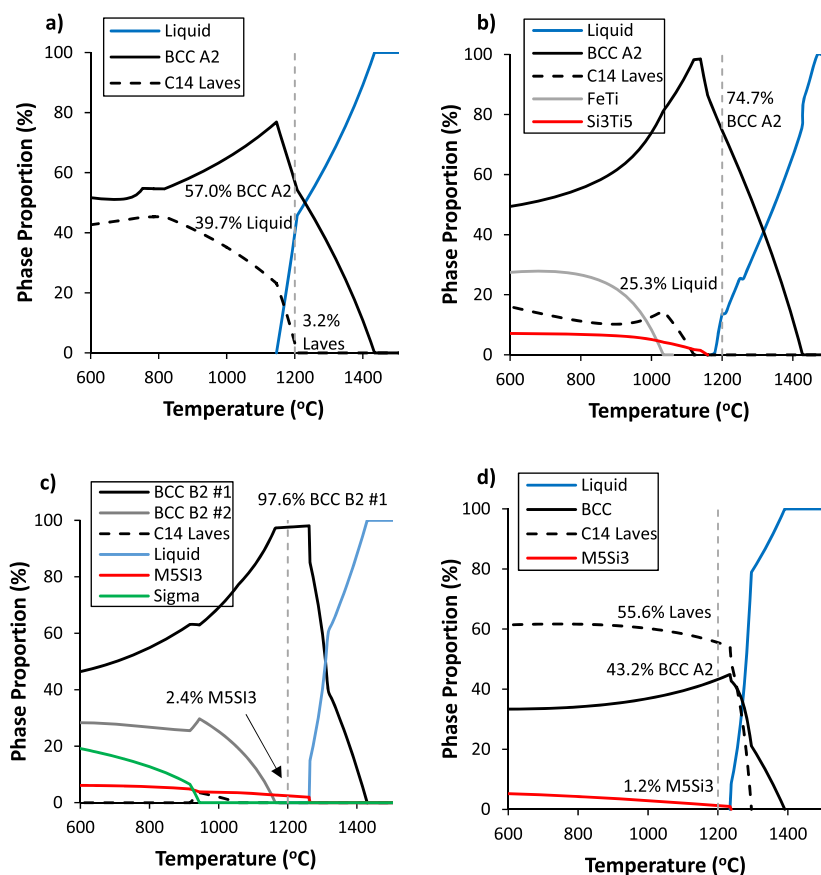 a)
Liquid
BCC A2
C14 Laves
100
80
60
40
20
0
57.0% BCC A2
39.7% Liquid
3.2%
Laves
600
800
1000
1200
1400
Phase Proportion (%)
Temperature (°C)
b)
Liquid
BCC A2
C14 Laves
FeTi
Si3Ti5
100
80
60
40
20
0
74.7%
BCC A2
25.3% Liquid
600
800
1000
1200
1400
Phase Proportion (%)
Temperature (°C)
c)
BCC B2 #1
BCC B2 #2
C14 Laves
Liquid
M5SI3
Sigma
97.6% BCC B2 #1
100
80
60
40
20
0
2.4% M5SI3
600
800
1000
1200
1400
Phase Proportion (%)
Temperature (°C)
d)
Liquid
BCC
C14 Laves
M5Si3
100
80
60
40
20
0
55.6% Laves
43.2% BCC A2
1.2% M5Si3
600
800
1000
1200
1400
Phase Proportion (%)
Temperature (°C)